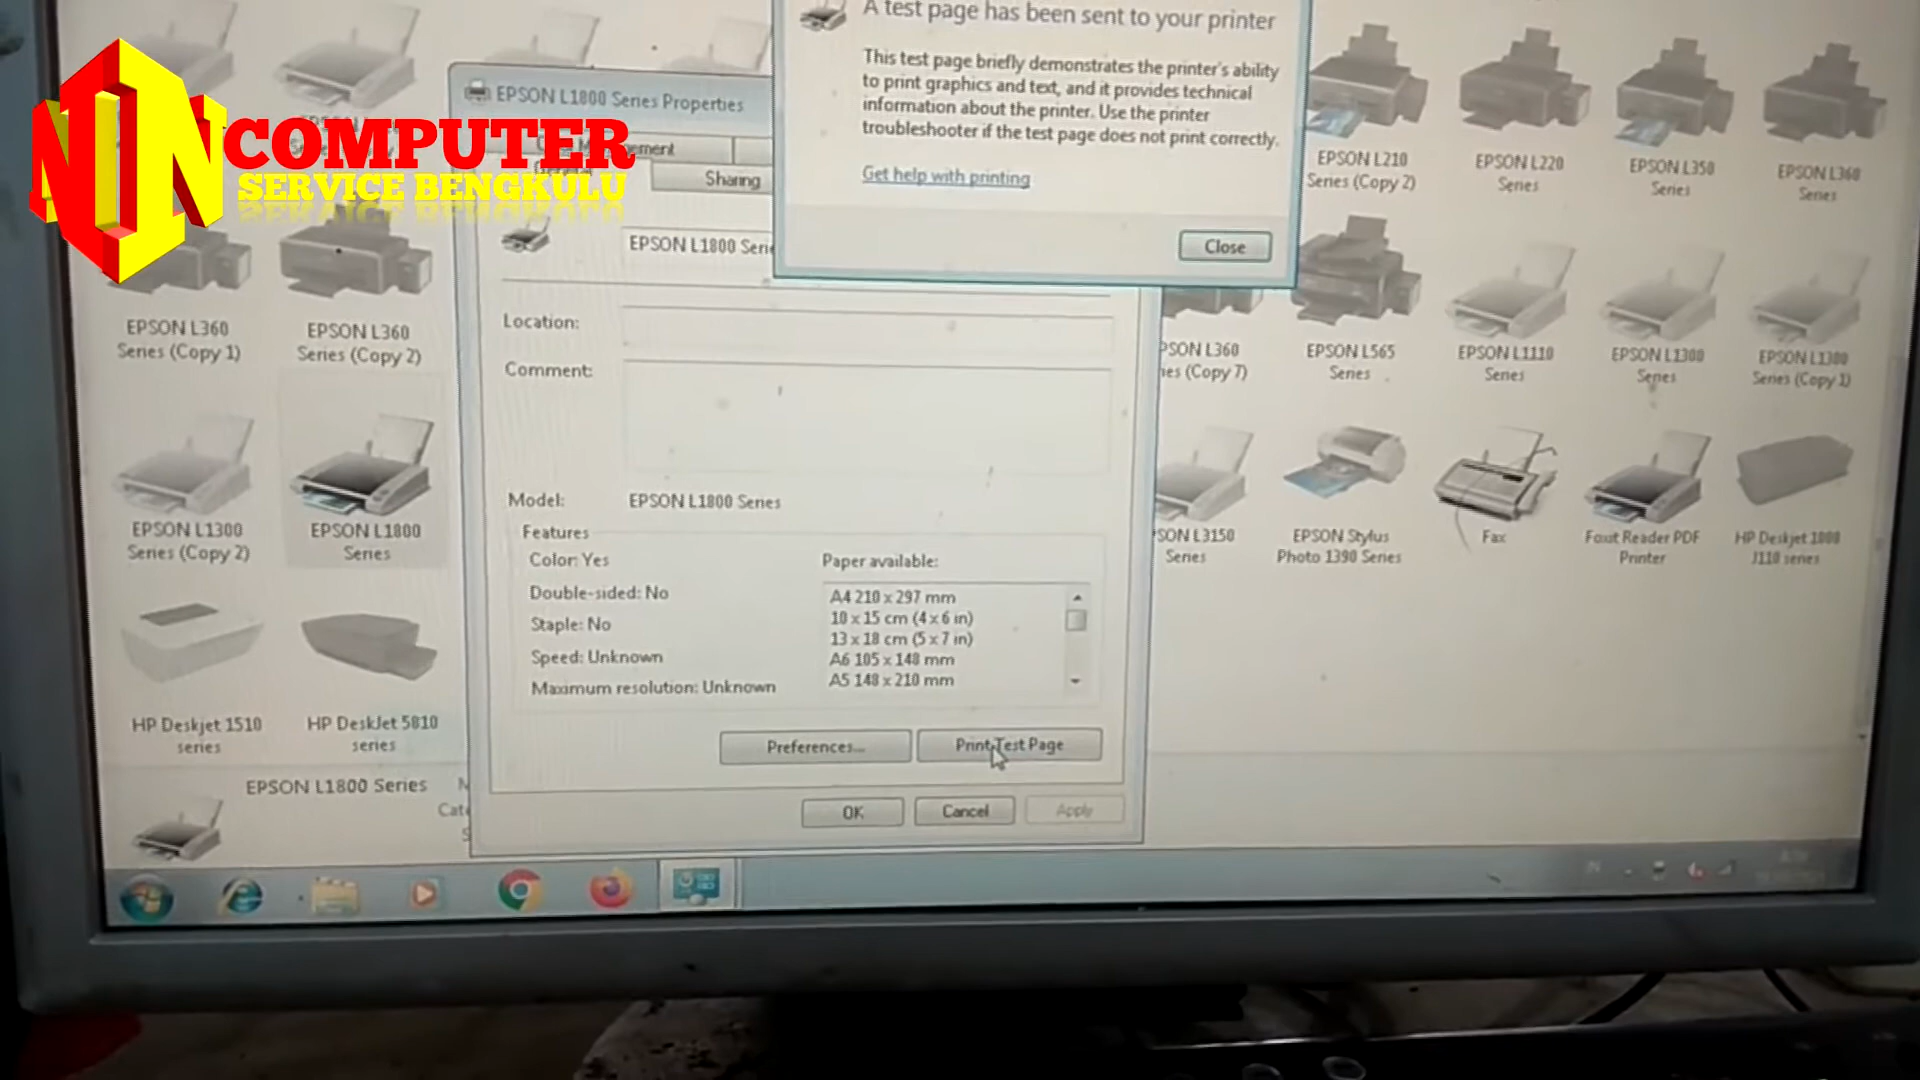 A test page has been sent to your printer
This test page briefly demonstrates the printer's ability
to print graphics and text, and it provides technical
information about the printer. Use the printer
troubleshooter if the test page does not print correctly.
Get help with printing
Close
COMPUTER
SERVICE BENGKULU
EPSON L1800 Series Properties
Sharing
EPSON L1800 Serie
Location:
Comment:
Model:
EPSON L1800 Series
Features
Color: Yes
Double-sided: No
Staple: No
Speed: Unknown
Maximum resolution: Unknown
Paper available:
A4 210 x 297 mm
10 x 15 cm (4 x 6 in)
13 x 18 cm (5 x 7 in)
A6 105 x 148 mm
A5 148 x 210 mm
Preferences...
Print Test Page
OK
Cancel
Apply
EPSON L210
Series (Copy 2)
EPSON L220
Series
EPSON L350
Series
EPSON L360
Series
EPSON L360
Series (Copy 1)
EPSON L360
Series (Copy 2)
PSON L360
ies (Copy 7)
EPSON L565
Series
EPSON L1110
Series
EPSON L1300
Series
EPSON L1300
Series (Copy 1)
EPSON L1300
Series (Copy 2)
EPSON L1800
Series
SON L3150
Series
EPSON Stylus
Photo 1390 Series
Fax
Foxit Reader PDF
Printer
HP Deskjet 1000
J110 series
HP Deskjet 1510
series
HP DeskJet 5810
series
EPSON L1800 Series